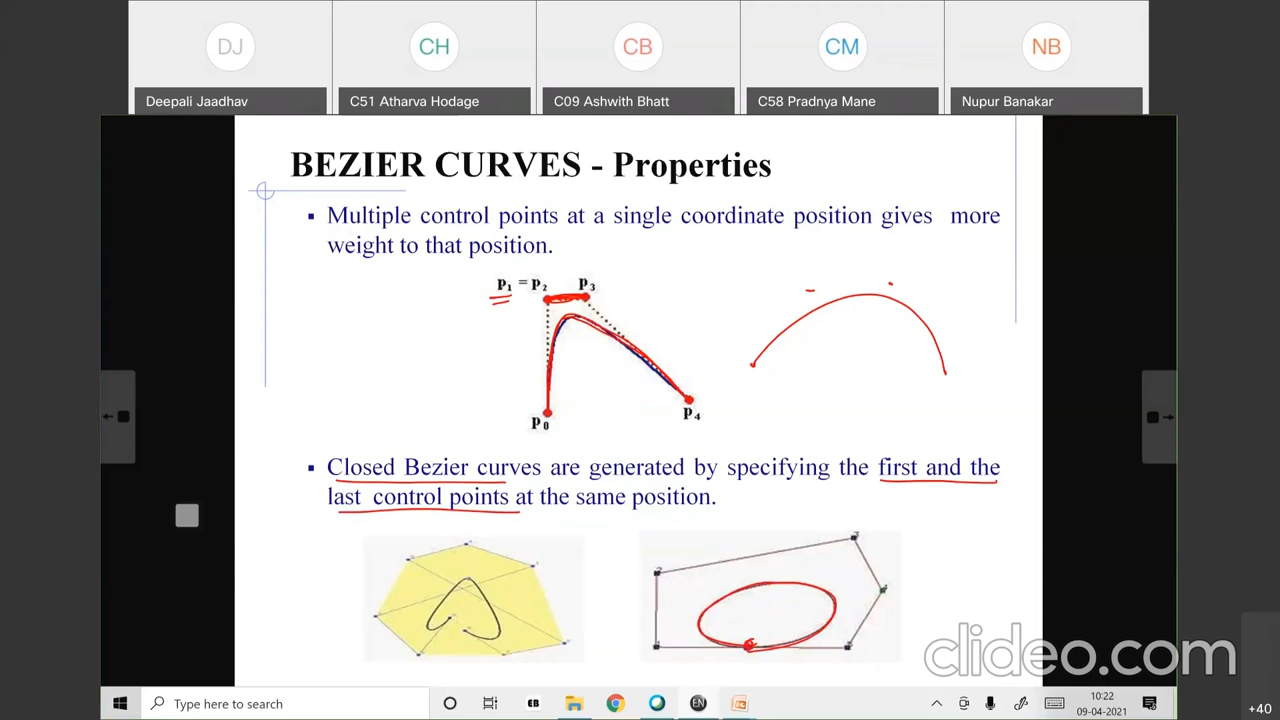 DJ
CH
CB
CM
NB
Deepali Jaadhav
C51 Atharva Hodage
C09 Ashwith Bhatt
C58 Pradnya Mane
Nupur Banakar
BEZIER CURVES - Properties
▪ Multiple control points at a single coordinate position gives more
weight to that position.
p1 = p2
p3
p0
p4
▪ Closed Bezier curves are generated by specifying the first and the
last control points at the same position.
clideo.com
Type here to search
EB
EN
10:22
09-04-2021
+40